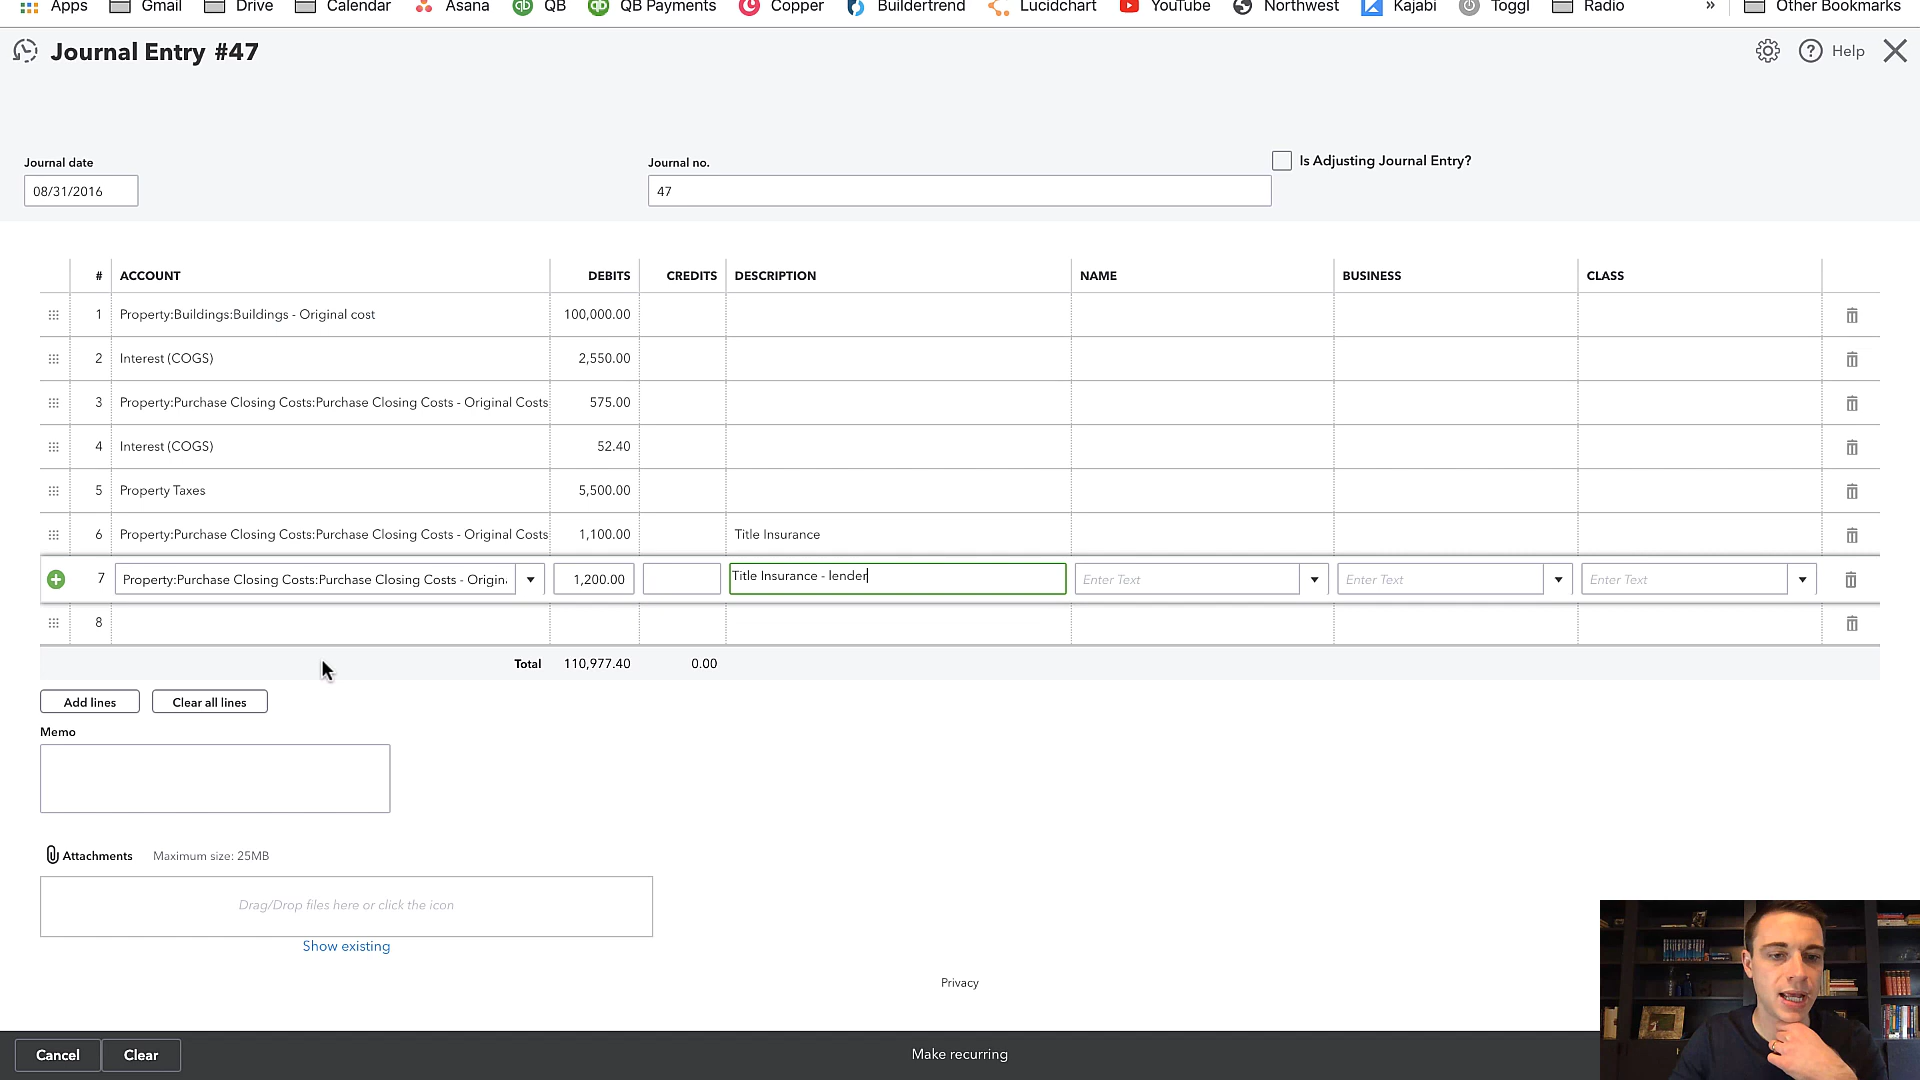 Apps Gmail Drive Calendar Asana QB QB Payments Copper Buildertrend Lucidchart YouTube Northwest Kajabi Toggl Radio » Other Bookmarks
Journal Entry #47
Help
Journal date
Journal no.
Is Adjusting Journal Entry?
08/31/2016
47
# ACCOUNT DEBITS CREDITS DESCRIPTION NAME BUSINESS CLASS
1 Property:Buildings:Buildings - Original cost 100,000.00
2 Interest (COGS) 2,550.00
3 Property:Purchase Closing Costs:Purchase Closing Costs - Original Costs 575.00
4 Interest (COGS) 52.40
5 Property Taxes 5,500.00
6 Property:Purchase Closing Costs:Purchase Closing Costs - Original Costs 1,100.00 Title Insurance
7 Property:Purchase Closing Costs:Purchase Closing Costs - Origin. 1,200.00 Title Insurance - lender Enter Text Enter Text Enter Text
8
Total 110,977.40 0.00
Add lines Clear all lines
Memo
Attachments Maximum size: 25MB
Drag/Drop files here or click the icon
Show existing
Privacy
Cancel Clear Make recurring